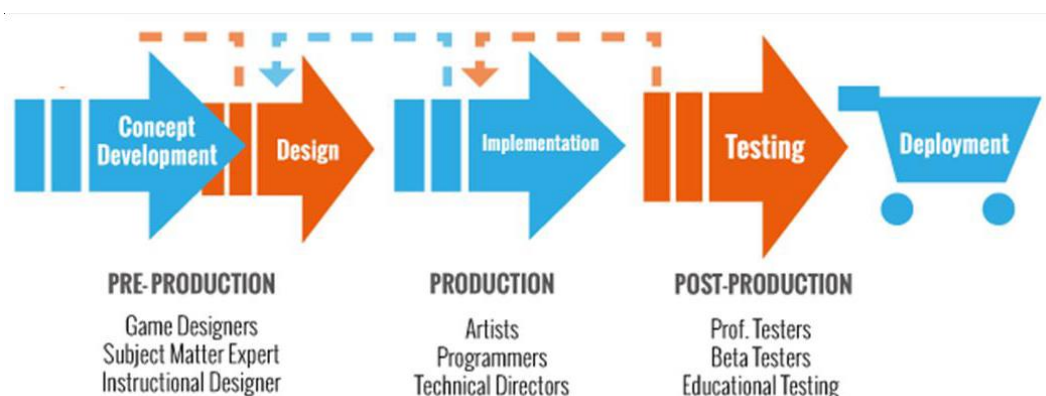 Concept
Development
Design
Implementation
Testing
Deployment
PRE-PRODUCTION
Game Designers
Subject Matter Expert
Instructional Designer
PRODUCTION
Artists
Programmers
Technical Directors
POST-PRODUCTION
Prof. Testers
Beta Testers
Educational Testing